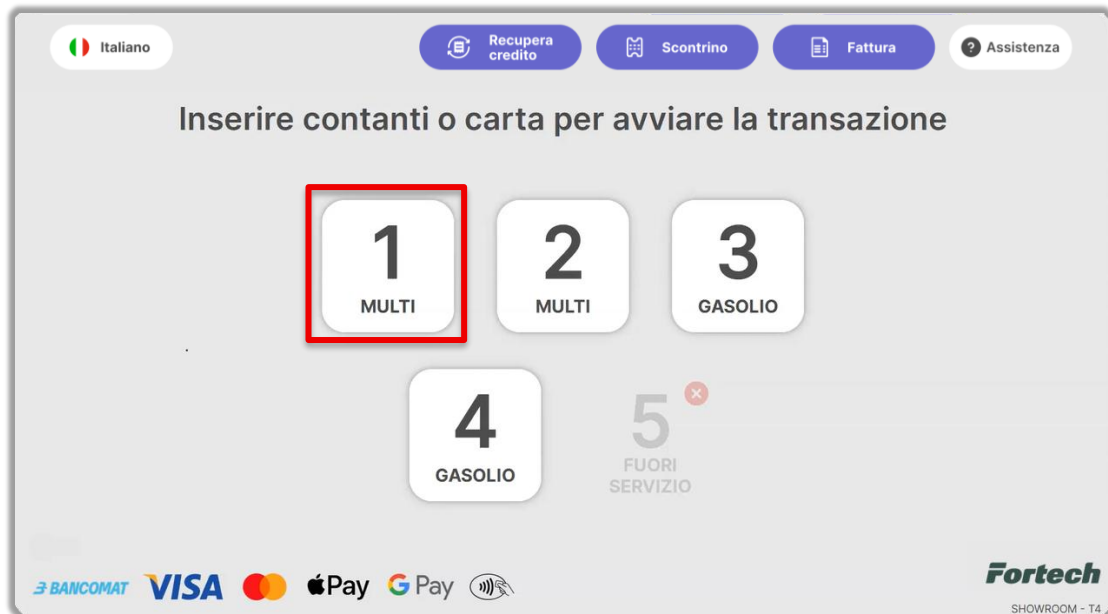 Italiano
Recupera
credito
Scontrino
Fattura
? Assistenza
Inserire contanti o carta per avviare la transazione
1
MULTI
2
MULTI
3
GASOLIO
4
GASOLIO
5
FUORI
SERVIZIO
BANCOMAT VISA Pay G Pay
Fortech
SHOWROOM - T4